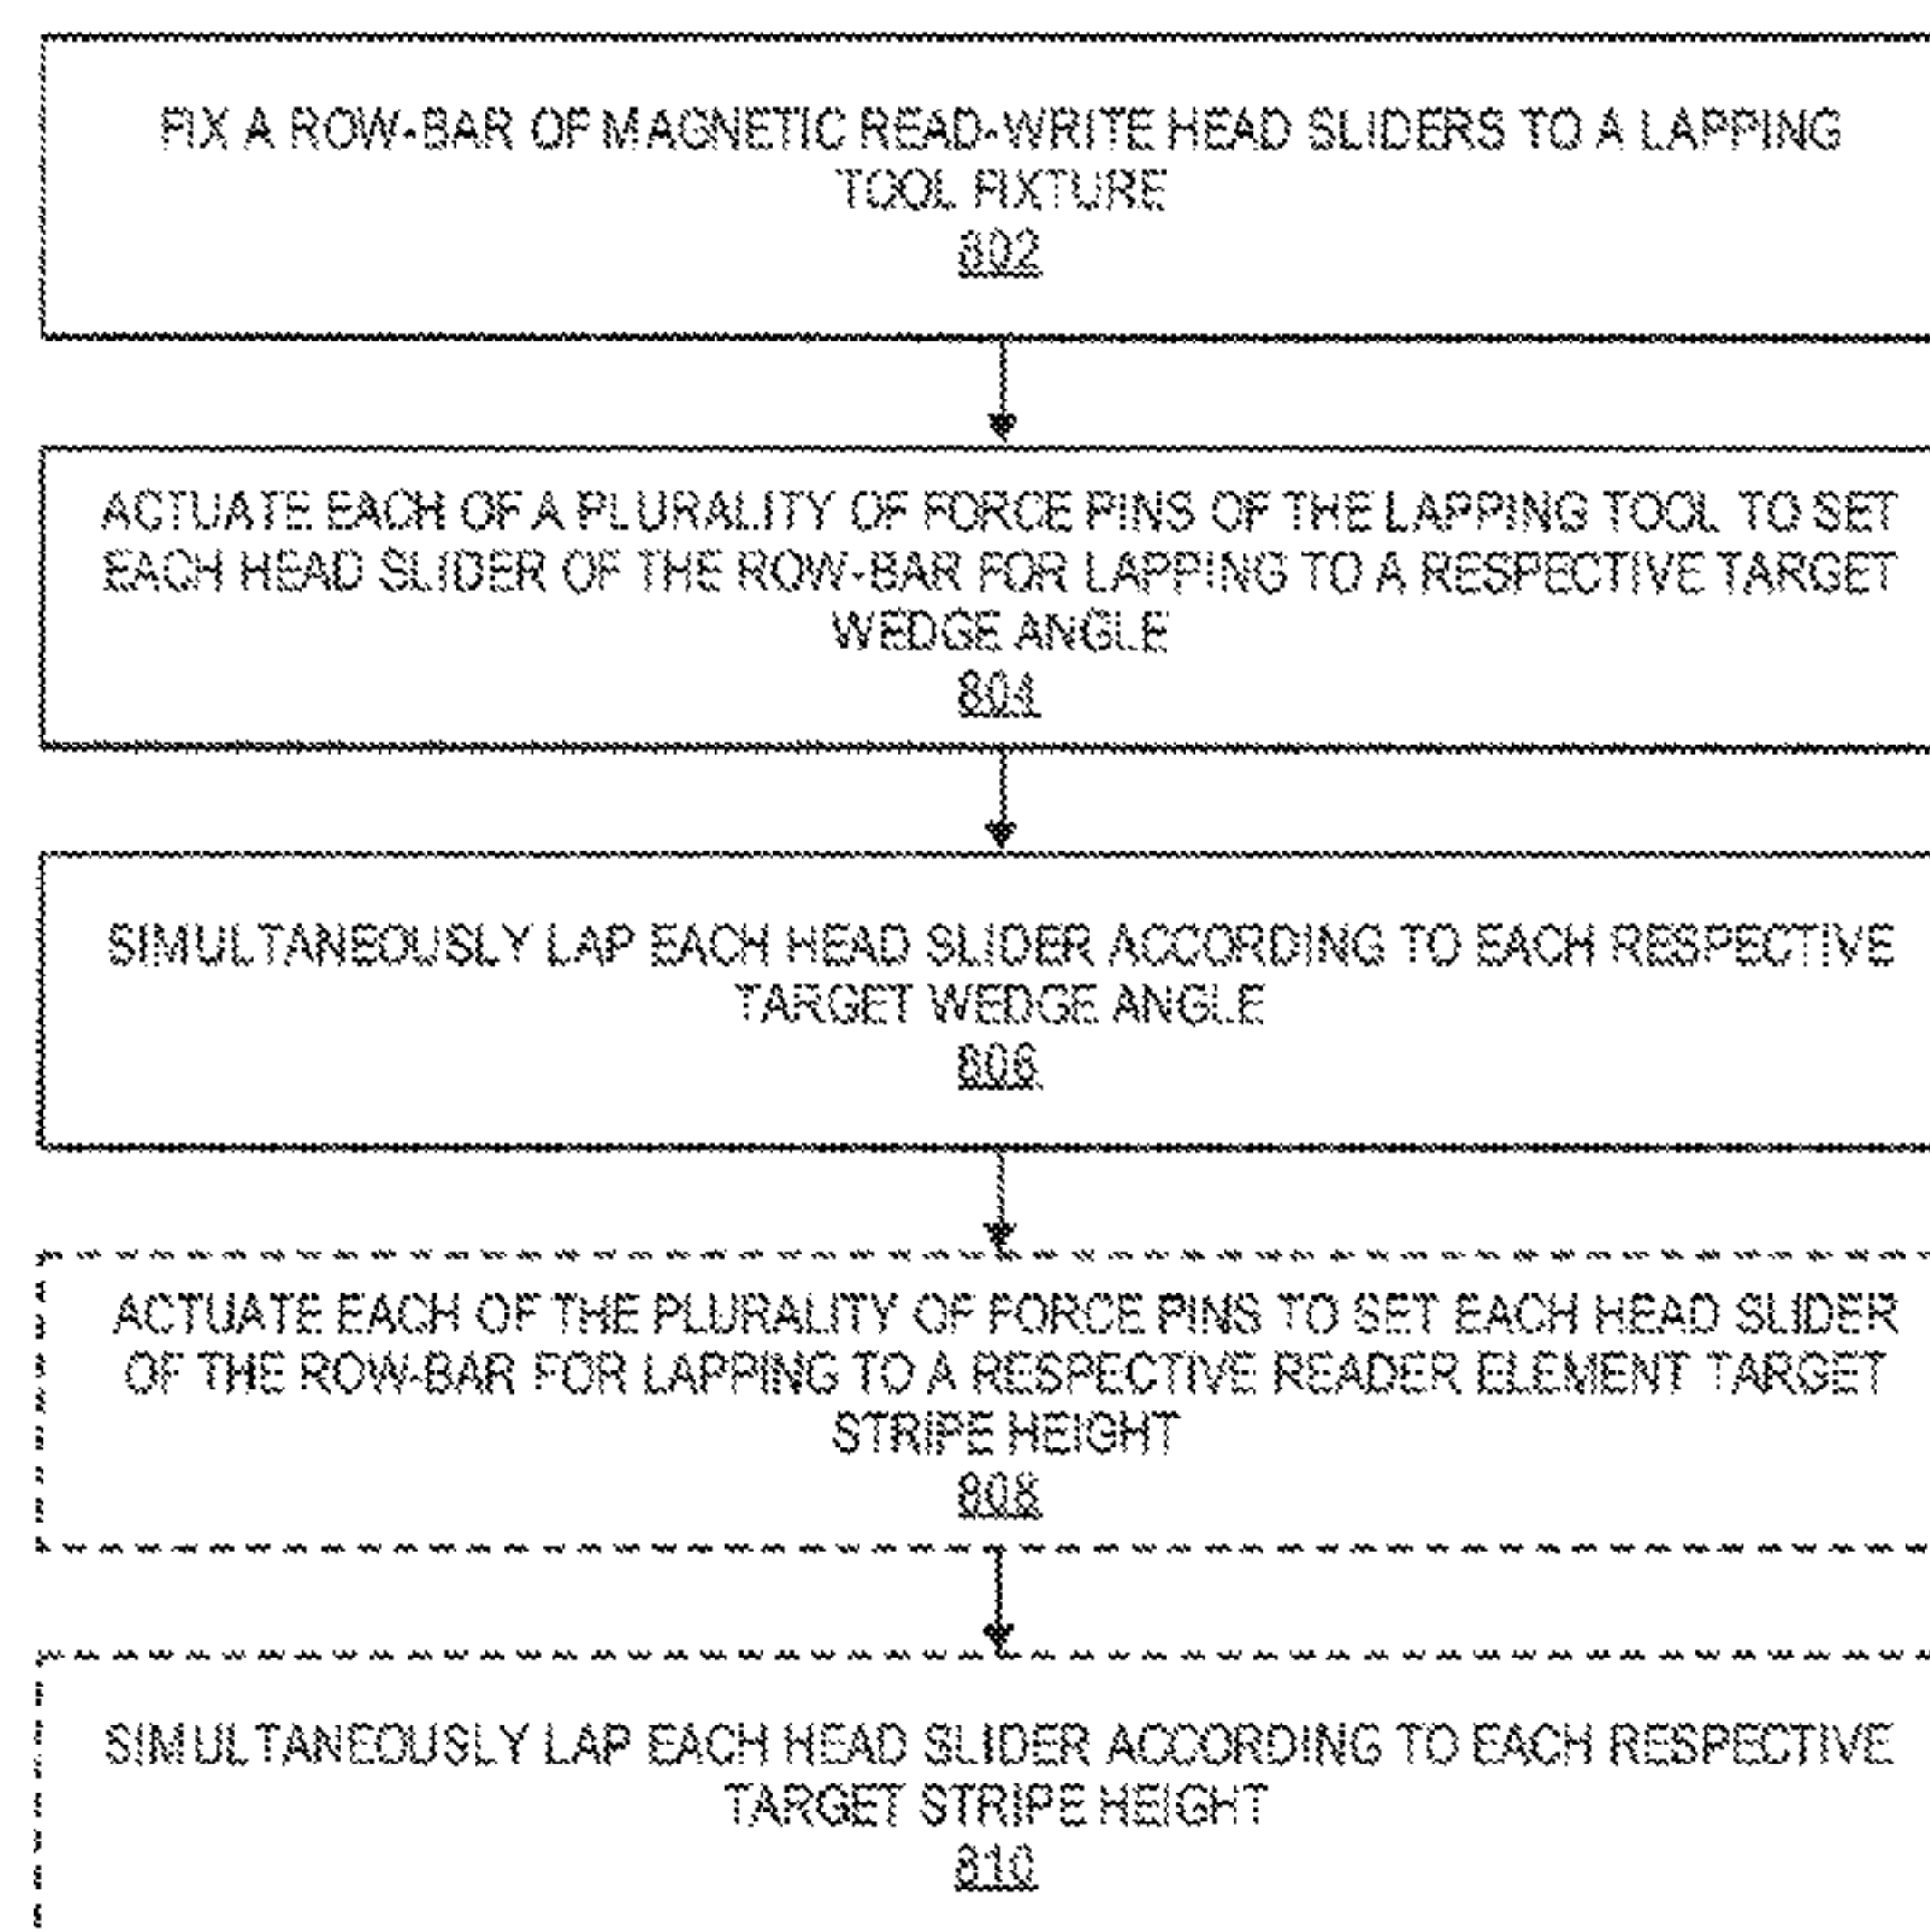 FIX A ROW-BAR OF MAGNETIC READ-WRITE HEAD SLIDERS TO A LAPPING
TOOL FIXTURE
802
ACTUATE EACH OF A PLURALITY OF FORCE PINS OF THE LAPPING TOOL TO SET
EACH HEAD SLIDER OF THE ROW-BAR FOR LAPPING TO A RESPECTIVE TARGET
WEDGE ANGLE
804
SIMULTANEOUSLY LAP EACH HEAD SLIDER ACCORDING TO EACH RESPECTIVE
TARGET WEDGE ANGLE
806
ACTUATE EACH OF THE PLURALITY OF FORCE PINS TO SET EACH HEAD SLIDER
OF THE ROW-BAR FOR LAPPING TO A RESPECTIVE READER ELEMENT TARGET
STRIPE HEIGHT
808
SIMULTANEOUSLY LAP EACH HEAD SLIDER ACCORDING TO EACH RESPECTIVE
TARGET STRIPE HEIGHT
810